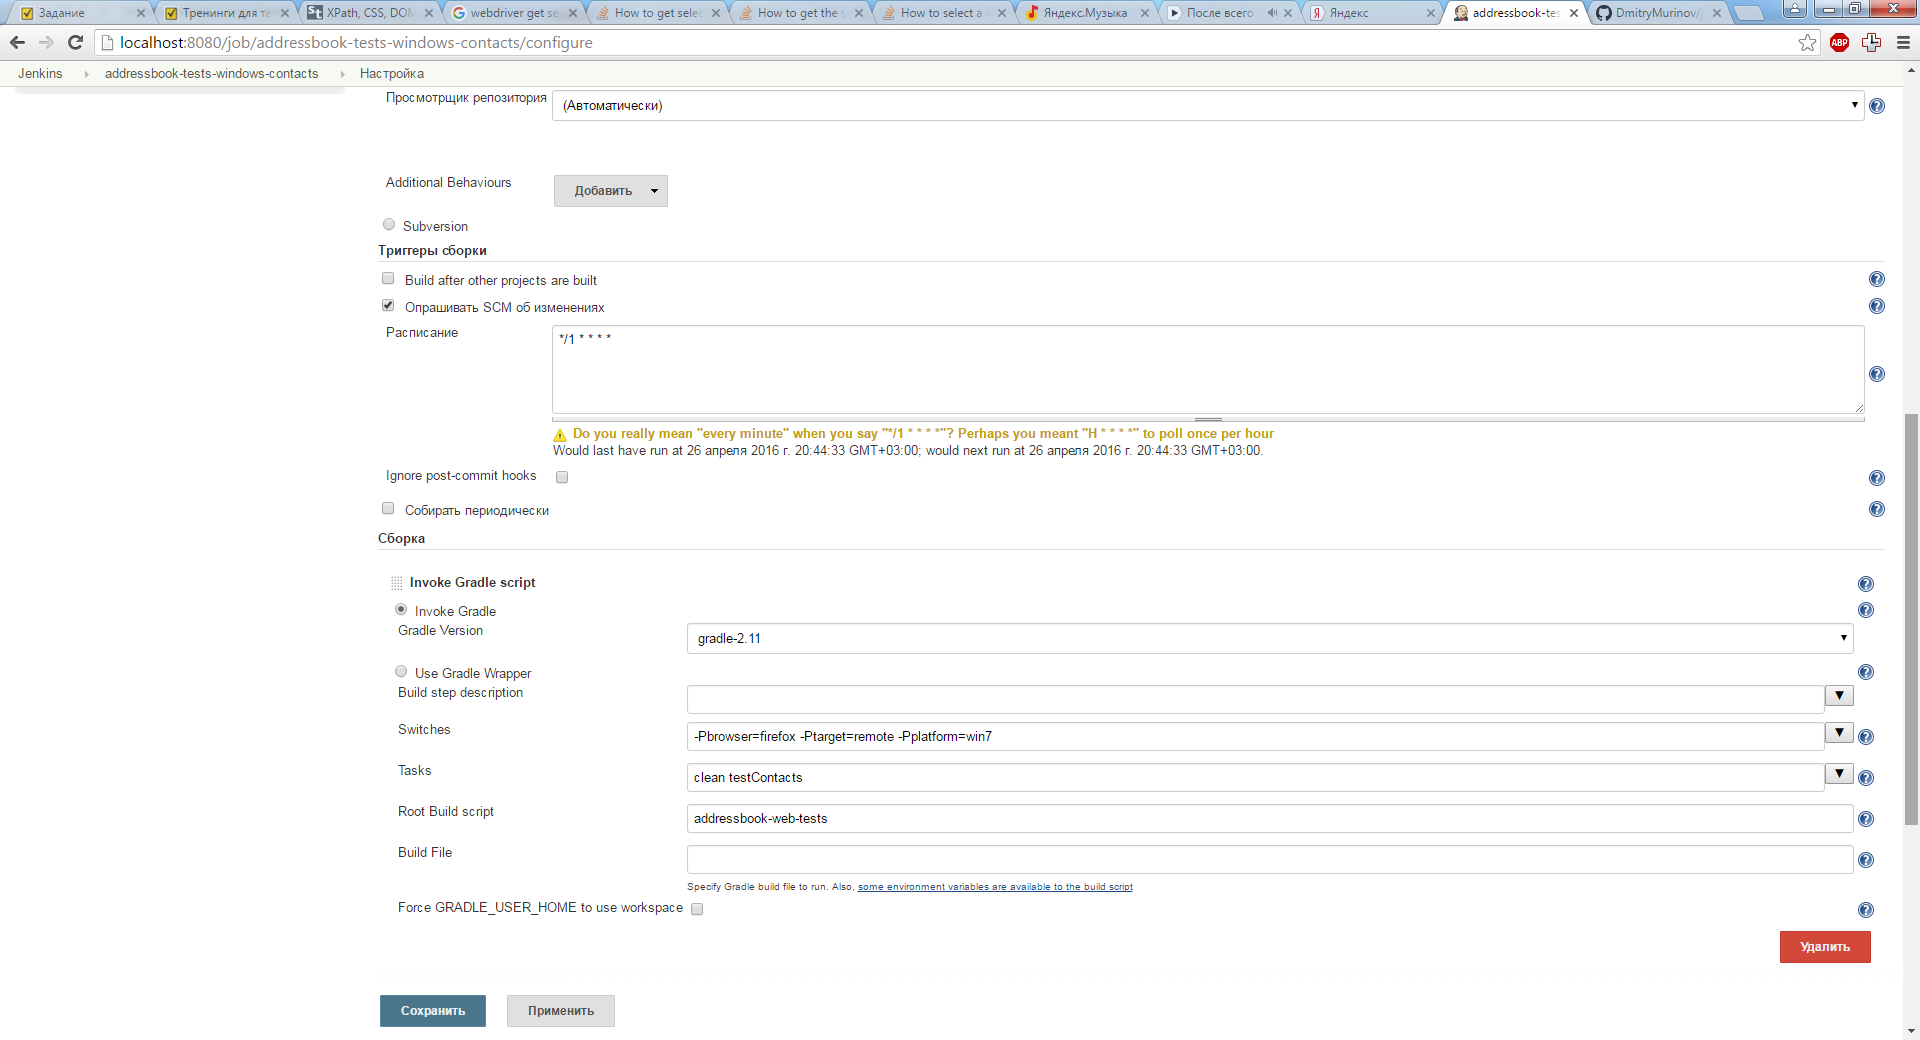 Задание
Тренинги для те
XPath, CSS, DOM
webdriver get se
How to get selec
How to get the s
How to select a
Яндекс.Музыка
После всего
Яндекс
addressbook-tes
DmitryMurinov/
localhost:8080/job/addressbook-tests-windows-contacts/configure
ABP
Jenkins
addressbook-tests-windows-contacts
Настройка
Просмотрщик репозитория
(Автоматически)
Additional Behaviours
Добавить
Subversion
Триггеры сборки
Build after other projects are built
Опрашивать SCM об изменениях
Расписание
*/1 * * * *
Do you really mean "every minute" when you say "*/1 * * * *"? Perhaps you meant "H * * * *" to poll once per hour
Would last have run at 26 апреля 2016 г. 20:44:33 GMT+03:00; would next run at 26 апреля 2016 г. 20:44:33 GMT+03:00.
Ignore post-commit hooks
Собирать периодически
Сборка
Invoke Gradle script
Invoke Gradle
Gradle Version
gradle-2.11
Use Gradle Wrapper
Build step description
Switches
-Pbrowser=firefox -Ptarget=remote -Pplatform=win7
Tasks
clean testContacts
Root Build script
addressbook-web-tests
Build File
Specify Gradle build file to run. Also, some environment variables are available to the build script
Force GRADLE_USER_HOME to use workspace
Удалить
Сохранить
Применить